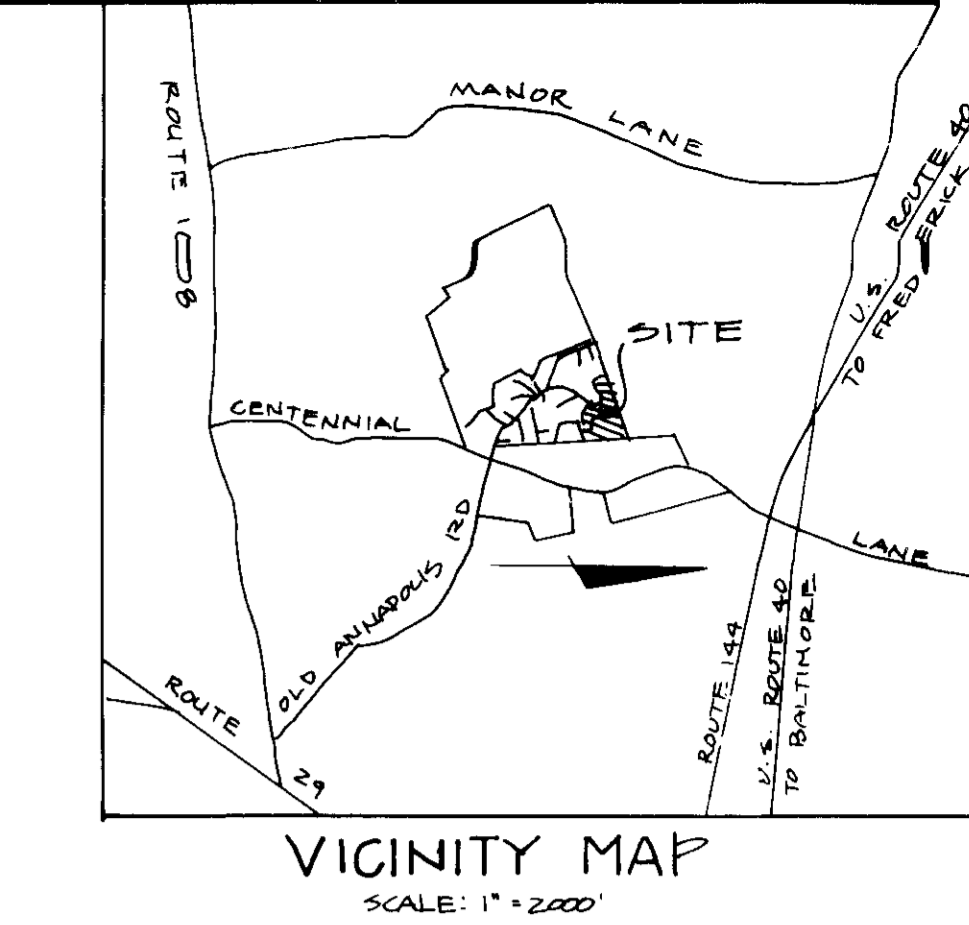 MANOR LANE
ROUTE 108
U.S. ROUTE 40
TO FREDERICK
SITE
CENTENNIAL
LANE
OLD ANNAPOLIS RD
ROUTE 29
ROUTE 144
U.S. ROUTE 40
TO BALTIMORE
VICINITY MAP
SCALE: 1" = 2000'